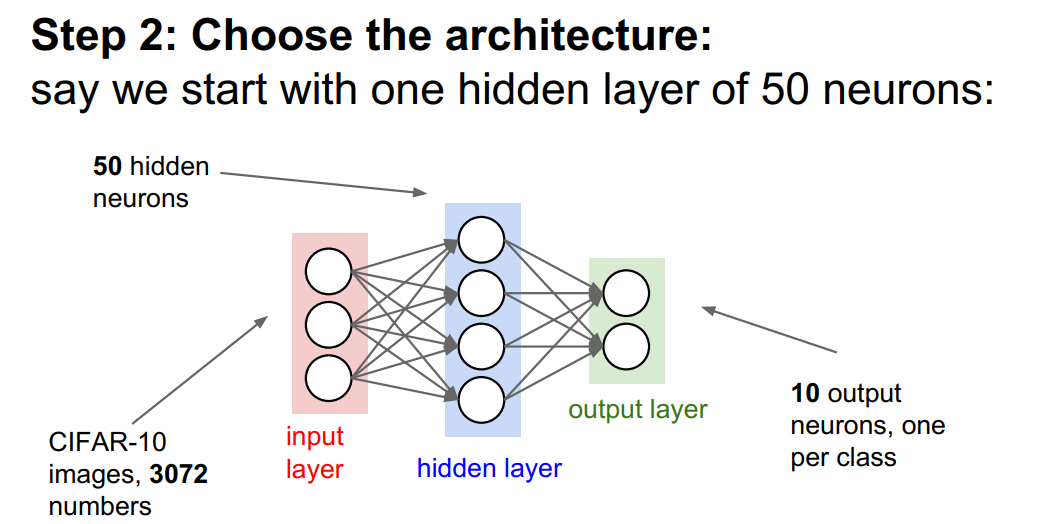 Step 2: Choose the architecture:
say we start with one hidden layer of 50 neurons:
50 hidden
neurons
CIFAR-10
images, 3072
numbers
input
layer
hidden layer
output layer
10 output
neurons, one
per class